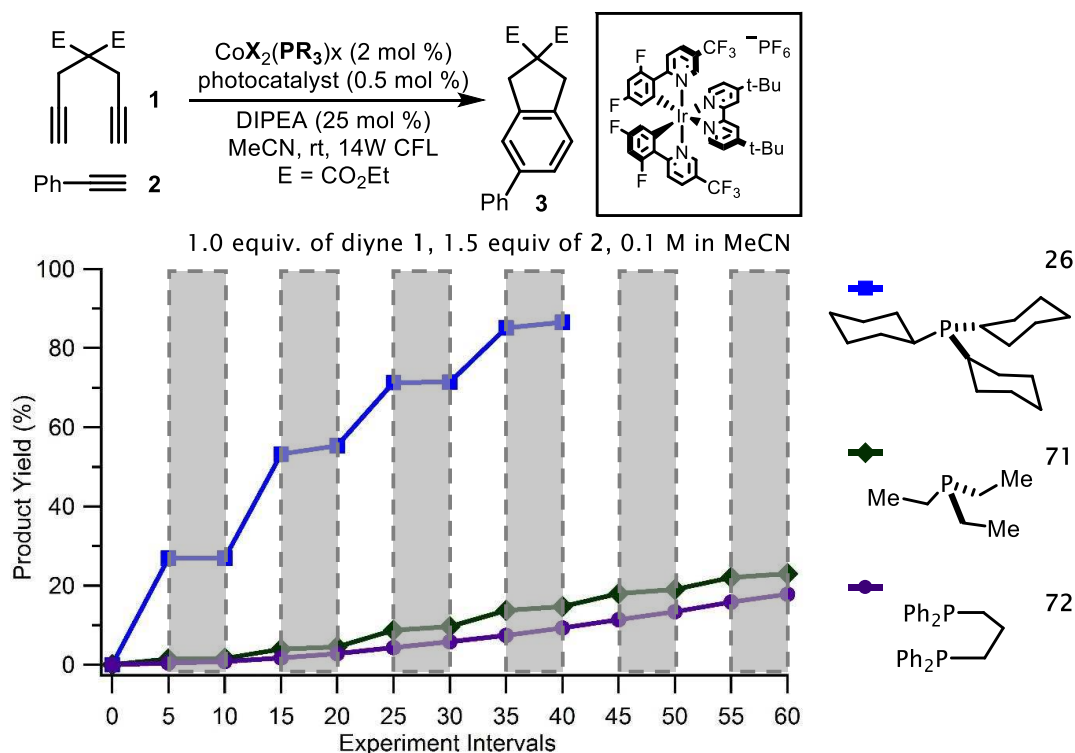 E E
1
Ph 2
CoX₂(PR₃)x (2 mol %)
photocatalyst (0.5 mol %)
DIPEA (25 mol %)
MeCN, rt, 14W CFL
E = CO₂Et
E E
Ph 3
CF₃
F
N
F
F
F
Ir
N
N
N
CF₃
t-Bu
t-Bu
‾PF₆
1.0 equiv. of diyne 1, 1.5 equiv of 2, 0.1 M in MeCN
Product Yield (%)
100
80
60
40
20
0
0 5 10 15 20 25 30 35 40 45 50 55 60
Experiment Intervals
26
P
71
P
Me
Me
Me
72
Ph₂P
Ph₂P